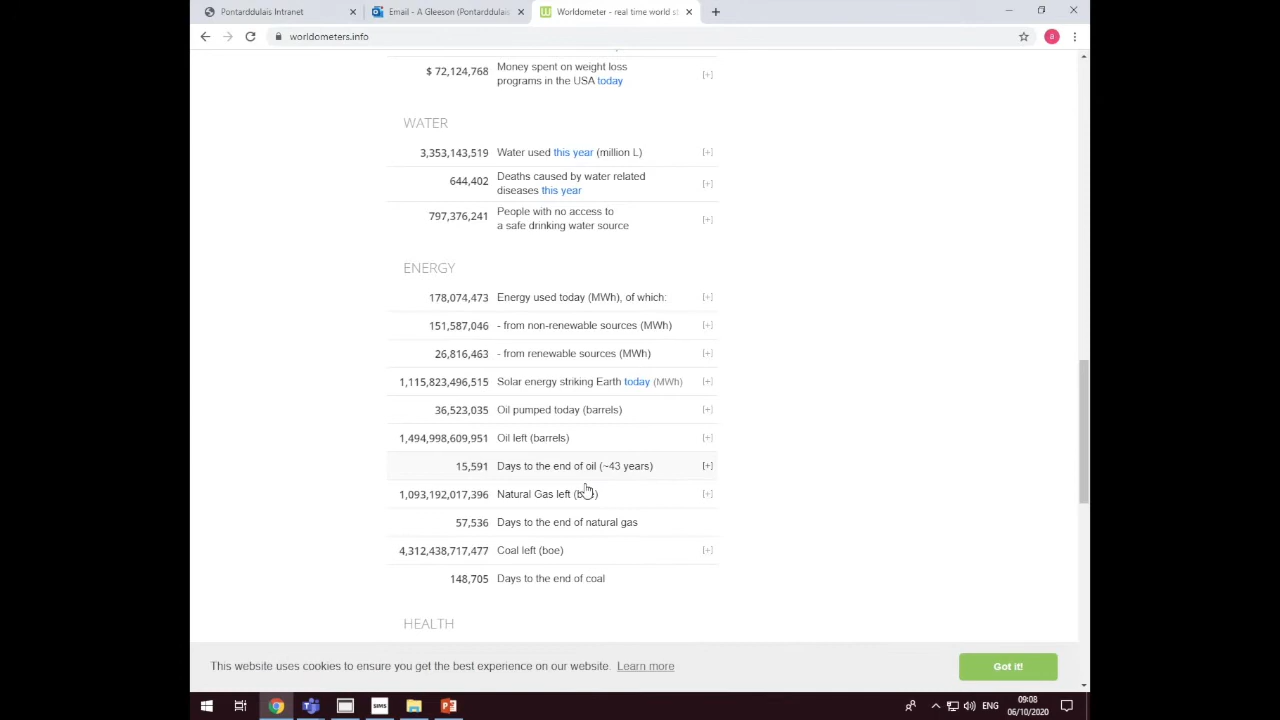 Pontarddulais Intranet
Email - A Gleeson (Pontarddulais
Worldometer - real time world st
worldometers.info
a
$ 72,124,768 Money spent on weight loss
programs in the USA today [+]
WATER
3,353,143,519 Water used this year (million L) [+]
644,402 Deaths caused by water related
diseases this year [+]
797,376,241 People with no access to
a safe drinking water source [+]
ENERGY
178,074,473 Energy used today (MWh), of which: [+]
151,587,046 - from non-renewable sources (MWh) [+]
26,816,463 - from renewable sources (MWh) [+]
1,115,823,496,515 Solar energy striking Earth today (MWh) [+]
36,523,035 Oil pumped today (barrels) [+]
1,494,998,609,951 Oil left (barrels) [+]
15,591 Days to the end of oil (~43 years) [+]
1,093,192,017,396 Natural Gas left [+]
57,536 Days to the end of natural gas
4,312,438,717,477 Coal left (boe) [+]
148,705 Days to the end of coal
HEALTH
This website uses cookies to ensure you get the best experience on our website. Learn more
Got it!
SIMS
ENG
09:08
06/10/2020